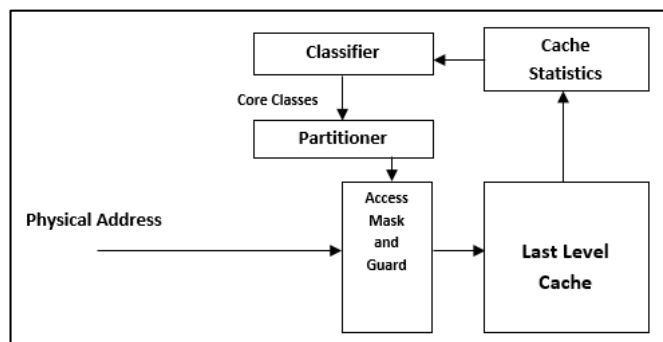 Classifier
Cache
Statistics
Core Classes
Partitioner
Access
Mask
and
Guard
Physical Address
Last Level
Cache